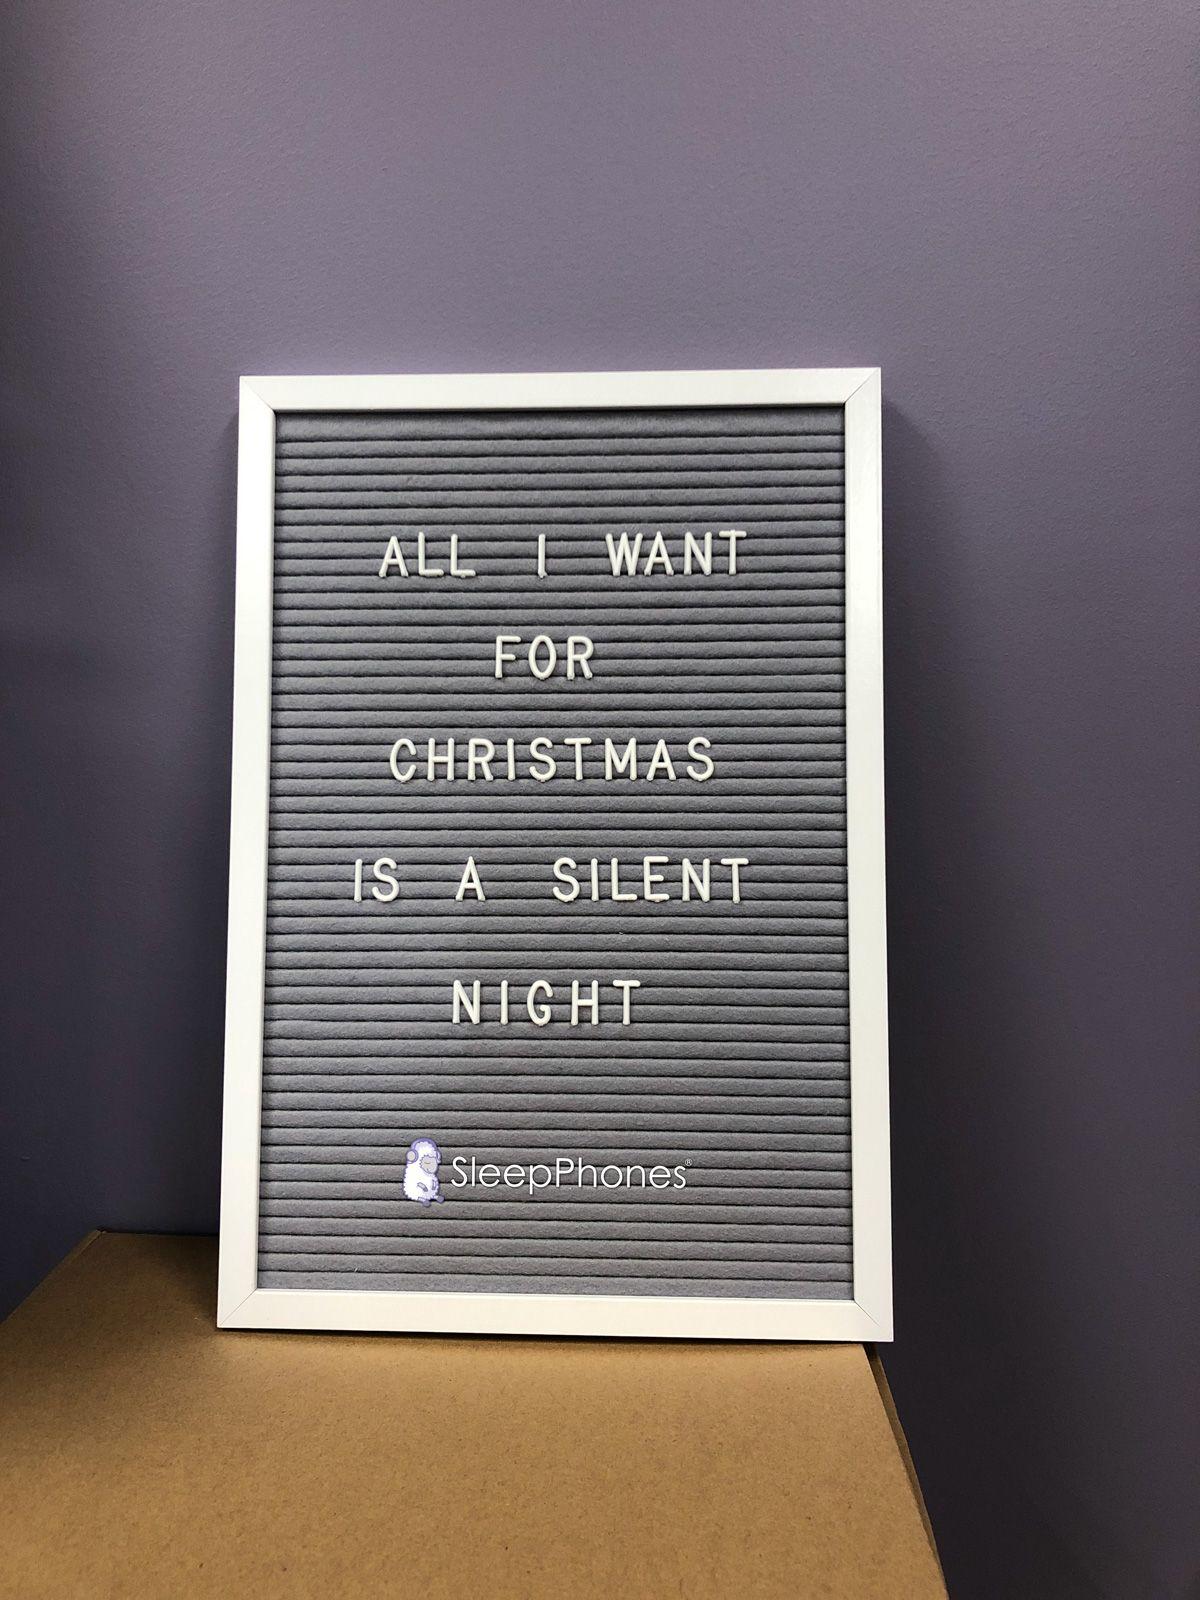 ALL I WANT
FOR
CHRISTMAS
IS A SILENT
NIGHT
SleepPhones®